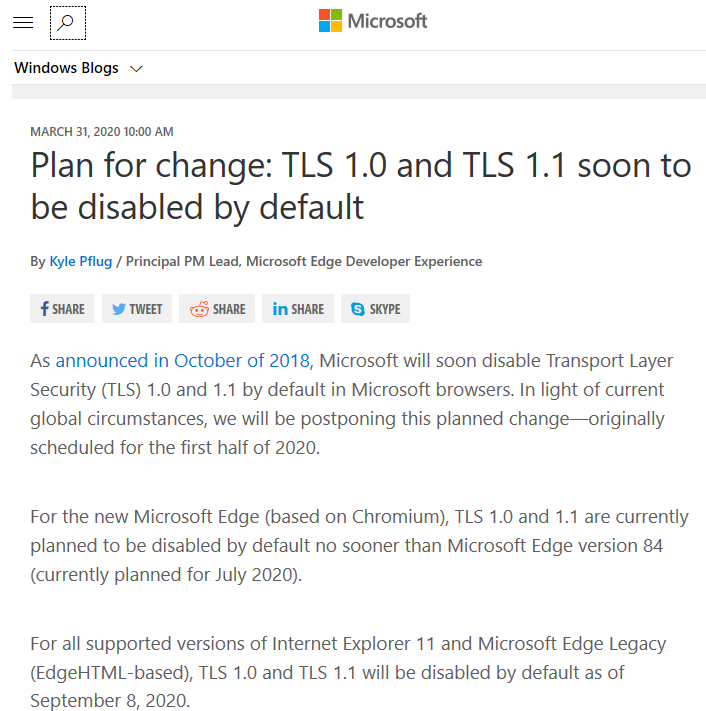 Microsoft
Windows Blogs
MARCH 31, 2020 10:00 AM
Plan for change: TLS 1.0 and TLS 1.1 soon to
be disabled by default
By Kyle Pflug / Principal PM Lead, Microsoft Edge Developer Experience
SHARE TWEET SHARE SHARE SKYPE
As announced in October of 2018, Microsoft will soon disable Transport Layer
Security (TLS) 1.0 and 1.1 by default in Microsoft browsers. In light of current
global circumstances, we will be postponing this planned change—originally
scheduled for the first half of 2020.
For the new Microsoft Edge (based on Chromium), TLS 1.0 and 1.1 are currently
planned to be disabled by default no sooner than Microsoft Edge version 84
(currently planned for July 2020).
For all supported versions of Internet Explorer 11 and Microsoft Edge Legacy
(EdgeHTML-based), TLS 1.0 and TLS 1.1 will be disabled by default as of
September 8, 2020.